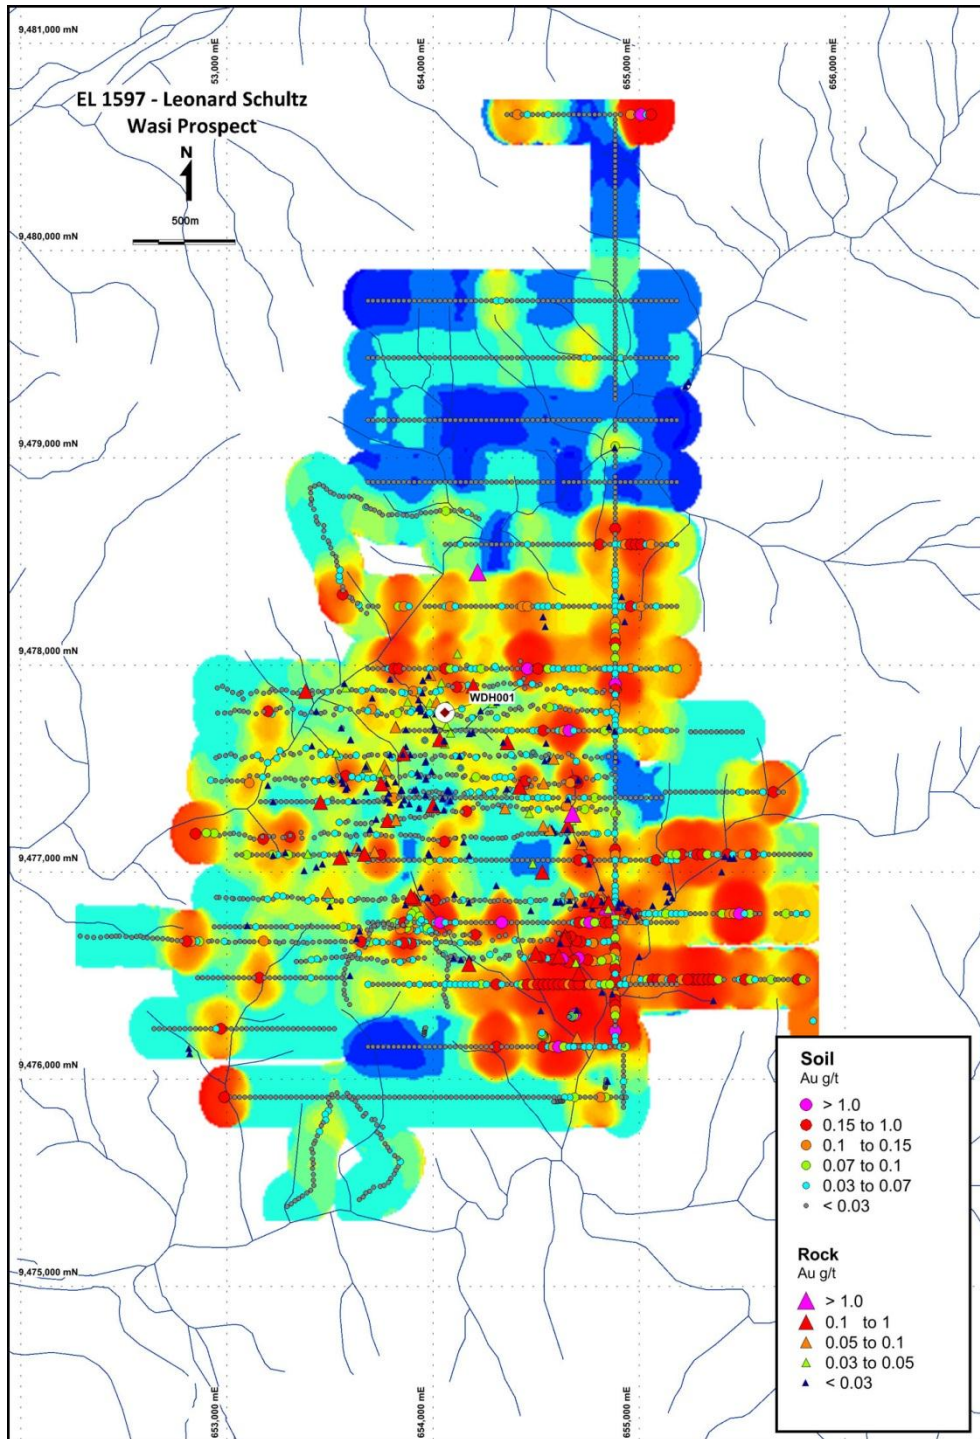 9,481,000 mN
53,000 mE
654,000 mE
655,000 mE
656,000 mE
EL 1597 - Leonard Schultz
Wasi Prospect
N
500m
9,480,000 mN
9,479,000 mN
9,478,000 mN
WDH001
9,477,000 mN
9,476,000 mN
9,475,000 mN
653,000 mE
654,000 mE
655,000 mE
Soil
Au g/t
> 1.0
0.15 to 1.0
0.1 to 0.15
0.07 to 0.1
0.03 to 0.07
< 0.03
Rock
Au g/t
> 1.0
0.1 to 1
0.05 to 0.1
0.03 to 0.05
< 0.03